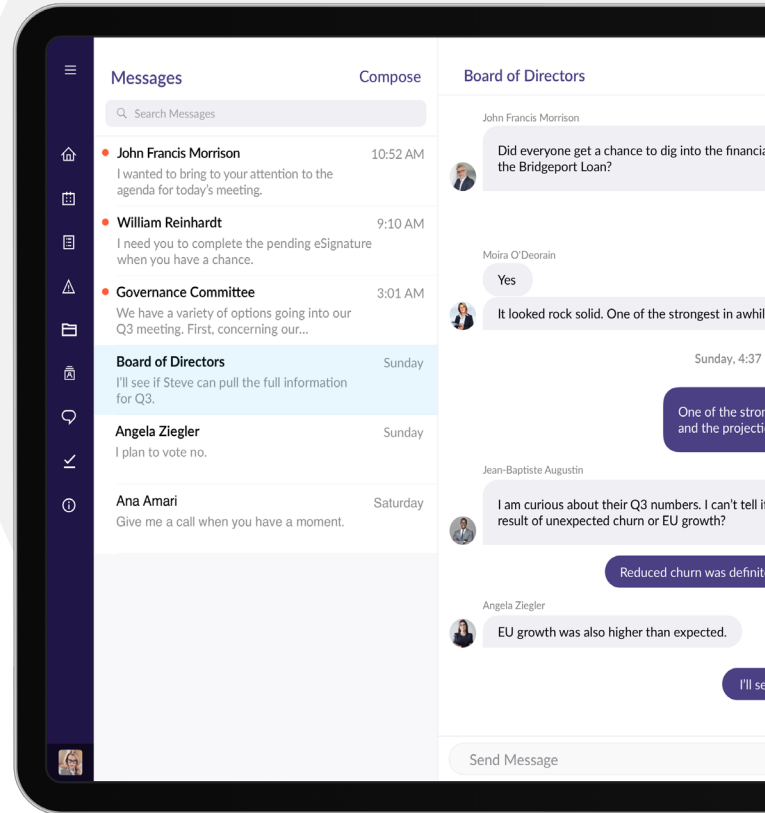 Messages
Compose
Search Messages
John Francis Morrison
10:52 AM
I wanted to bring to your attention to the
agenda for today's meeting.
William Reinhardt
9:10 AM
I need you to complete the pending eSignature
when you have a chance.
Governance Committee
3:01 AM
We have a variety of options going into our
Q3 meeting. First, concerning our...
Board of Directors
Sunday
I'll see if Steve can pull the full information
for Q3.
Angela Ziegler
Sunday
I plan to vote no.
Ana Amari
Saturday
Give me a call when you have a moment.
Board of Directors
John Francis Morrison
Did everyone get a chance to dig into the
the Bridgeport Loan?
Moira O'Deorain
Yes
It looked rock solid. One of the strongest in
Sunday, 4:37
One of the
and the
Jean-Baptiste Augustin
I am curious about their Q3 numbers. I can't tell
result of unexpected churn or EU growth?
Reduced churn was
Angela Ziegler
EU growth was also higher than expected.
I'll
Send Message